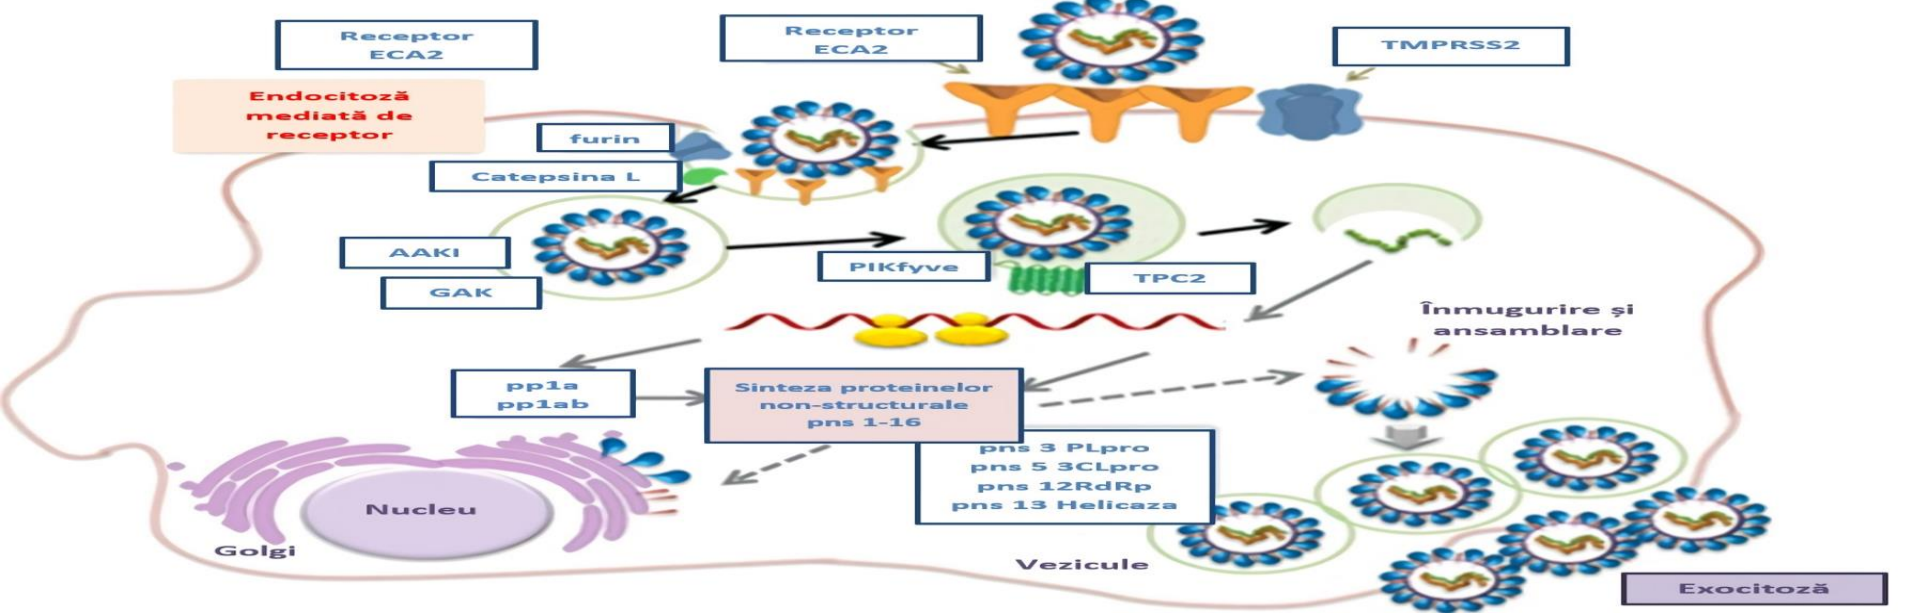 Receptor
ECA2
Receptor
ECA2
TMPRSS2
Endocitoză
mediată de
receptor
furin
Catepsina L
AAKI
GAK
PIKfyve
TPC2
Înmugurire și
ansamblare
pp1a
pp1ab
Sinteza proteinelor
non-structurale
pns 1-16
pns 3 PLpro
pns 5 3CLpro
pns 12RdRp
pns 13 Helicaza
Nucleu
Golgi
Vezicule
Exocitoză